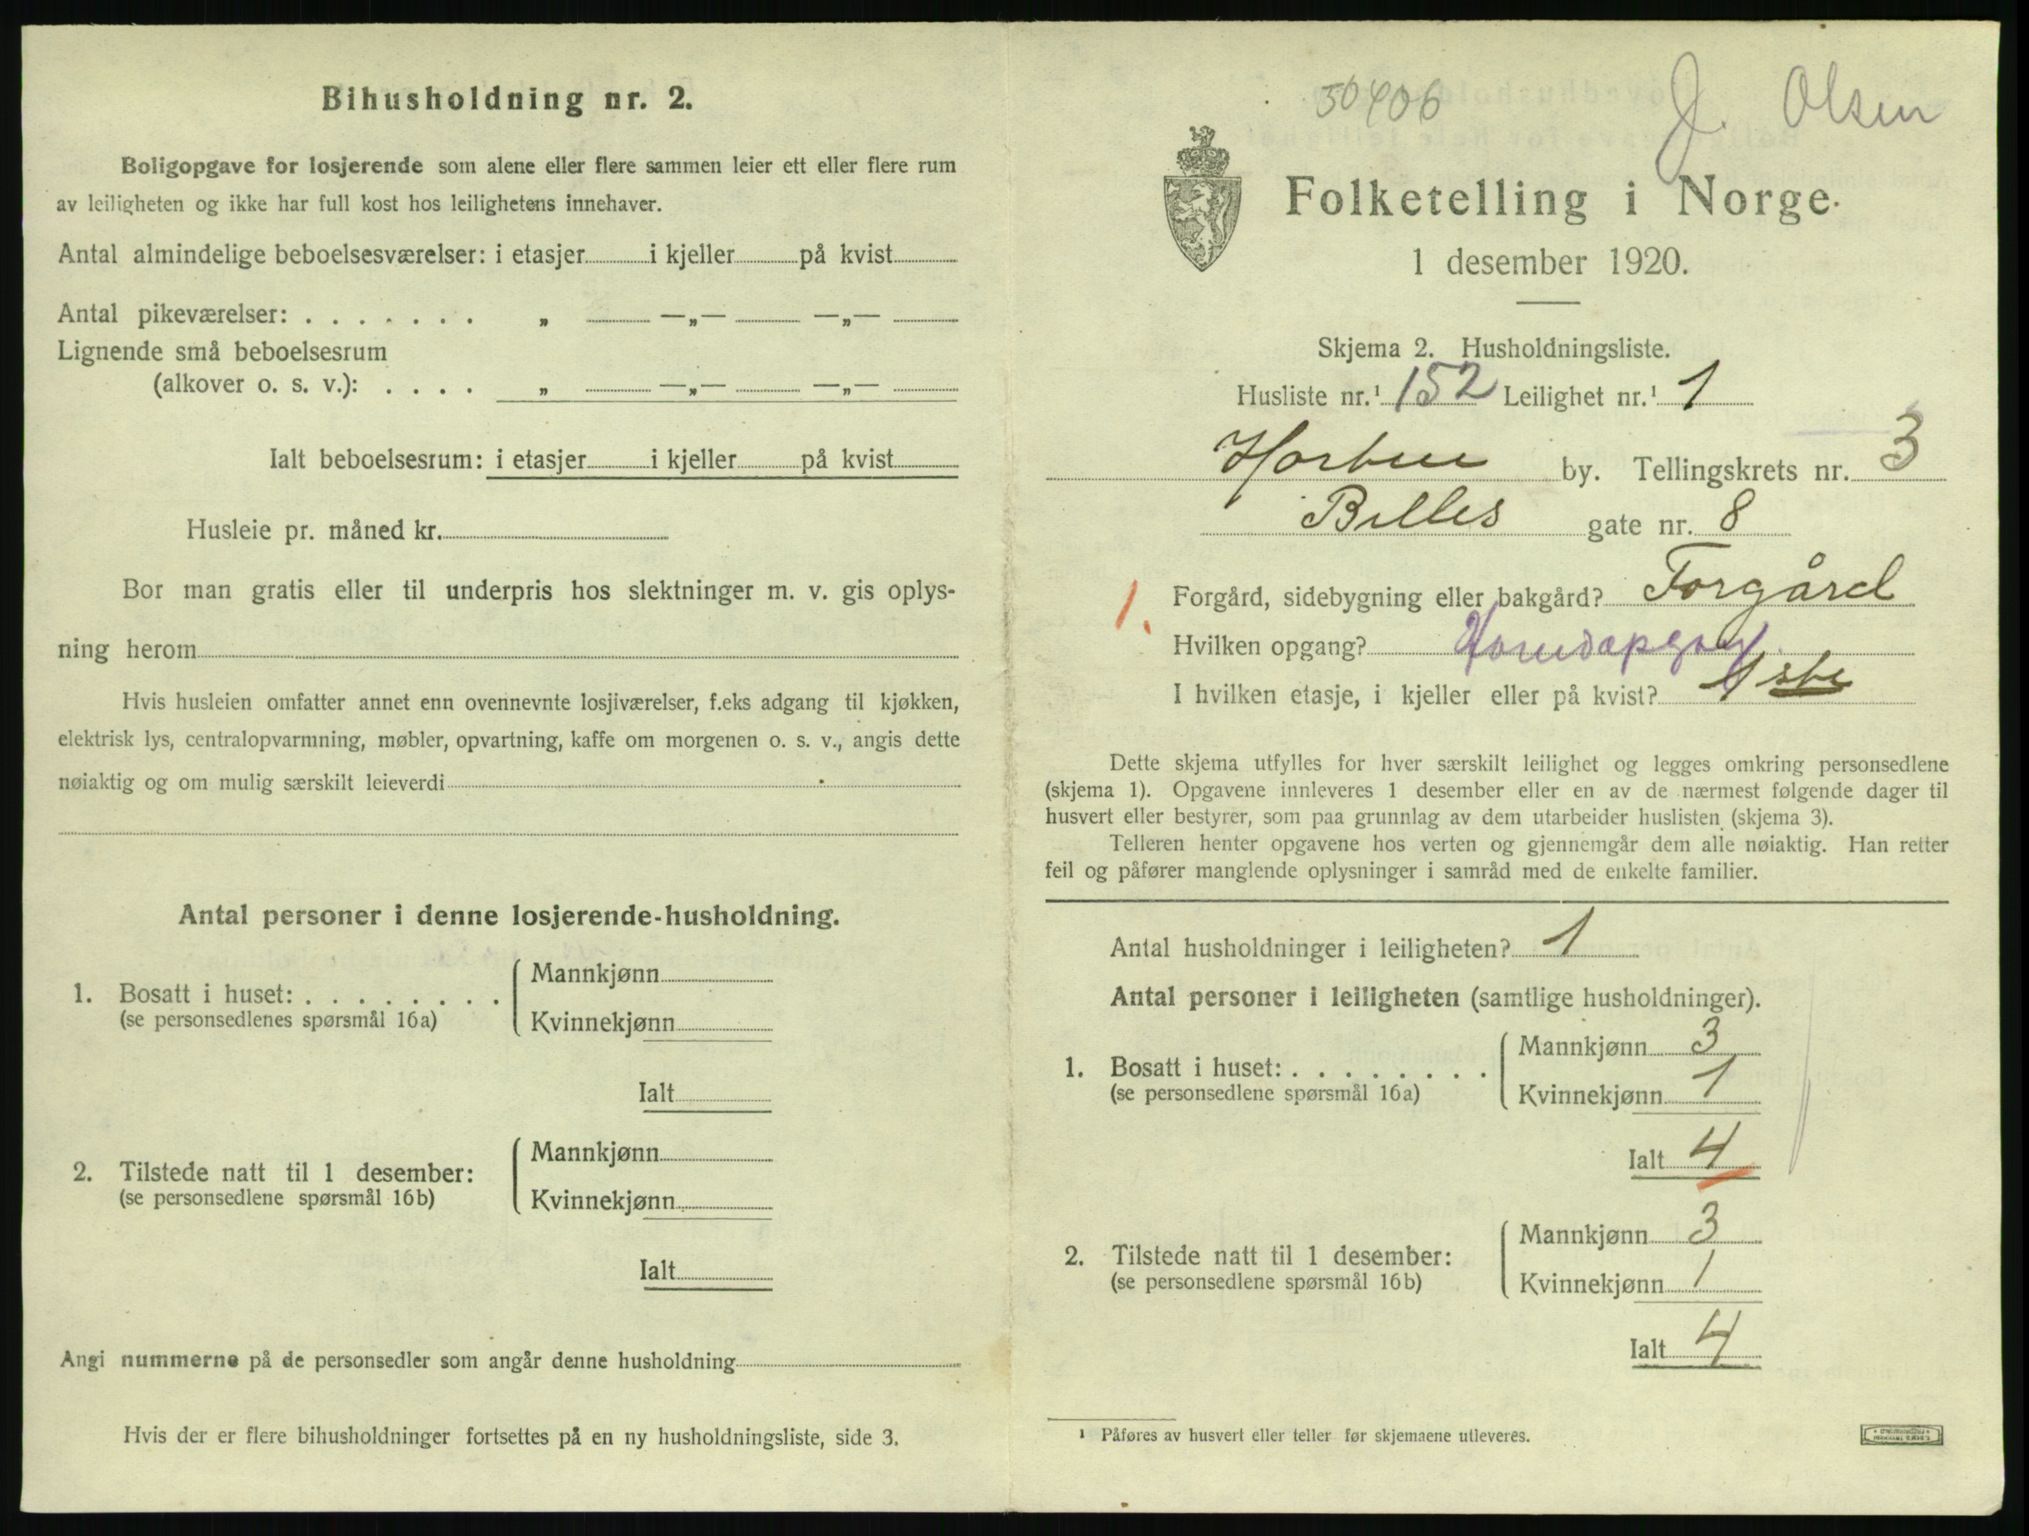 Bihusholdning nr. 2.
Boligopgave for losjerende som alene eller flere sammen leier ett eller flere rum
av leiligheten og ikke har full kost hos leilighetens innehaver.
Antal almindelige beboelsesværelser: i etasjer i kjeller på kvist
Antal pikeværelser: . . . . . . . „ —„— —„—
Lignende små beboelsesrum
(alkover o. s. v.): . . . . „ —„— —„—
Ialt beboelsesrum: i etasjer i kjeller på kvist
Husleie pr. måned kr.
Bor man gratis eller til underpris hos slektninger m. v. gis oplys-
ning herom
Hvis husleien omfatter annet enn ovennevnte losjiværelser, f.eks adgang til kjøkken,
elektrisk lys, centralopvarmning, møbler, opvartning, kaffe om morgenen o. s. v., angis dette
nøiaktig og om mulig særskilt leieverdi
Antal personer i denne losjerende-husholdning.
1. Bosatt i huset: . . . . . . . . Mannkjønn
(se personsedlenes spørsmål 16a) Kvinnekjønn
Ialt
2. Tilstede natt til 1 desember: Mannkjønn
(se personsedlene spørsmål 16b) Kvinnekjønn
Ialt
Angi nummerne på de personsedler som angår denne husholdning
Hvis der er flere bihusholdninger fortsettes på en ny husholdningsliste, side 3.
50406 J. Olsen
Folketelling i Norge.
1 desember 1920.
Skjema 2. Husholdningsliste.
Husliste nr.¹ 152 Leilighet nr.¹ 1
Horten by. Tellingskrets nr. 3
Billes gate nr. 8
1. Forgård, sidebygning eller bakgård? Forgård
Hvilken opgang?
I hvilken etasje, i kjeller eller på kvist? 1ste
Dette skjema utfylles for hver særskilt leilighet og legges omkring personsedlene
(skjema 1). Opgavene innleveres 1 desember eller en av de nærmest følgende dager til
husvert eller bestyrer, som paa grunnlag av dem utarbeider huslisten (skjema 3).
Telleren henter opgavene hos verten og gjennemgår dem alle nøiaktig. Han retter
feil og påfører manglende oplysninger i samråd med de enkelte familier.
Antal husholdninger i leiligheten? 1
Antal personer i leiligheten (samtlige husholdninger).
1. Bosatt i huset: . . . . . . . . Mannkjønn 3
(se personsedlene spørsmål 16a) Kvinnekjønn 1
Ialt 4
2. Tilstede natt til 1 desember: Mannkjønn 3
(se personsedlene spørsmål 16b) Kvinnekjønn 1
Ialt 4
¹ Påføres av husvert eller teller før skjemaene utleveres.